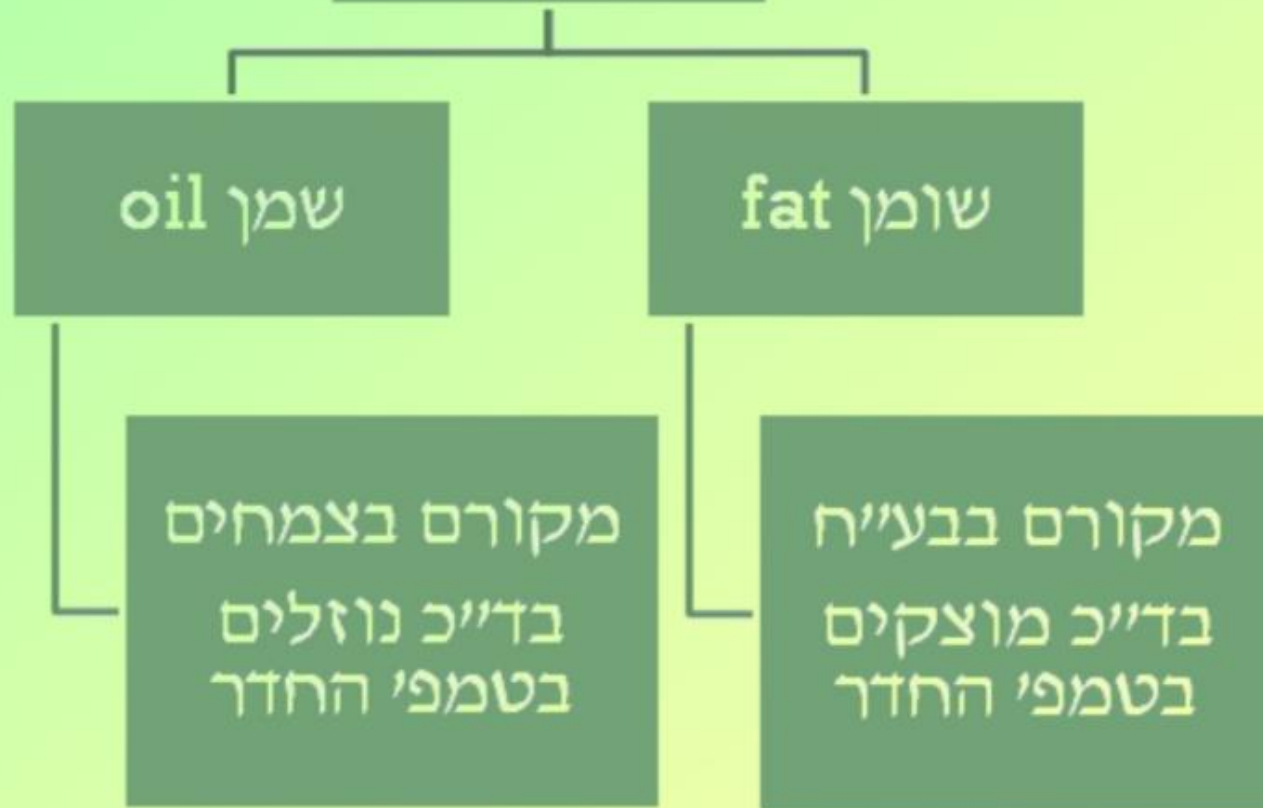 שומן fat
שמן oil
מקורם בבע״ח
בד״כ מוצקים
בטמפ׳ החדר
מקורם בצמחים
בד״כ נוזלים
בטמפ׳ החדר